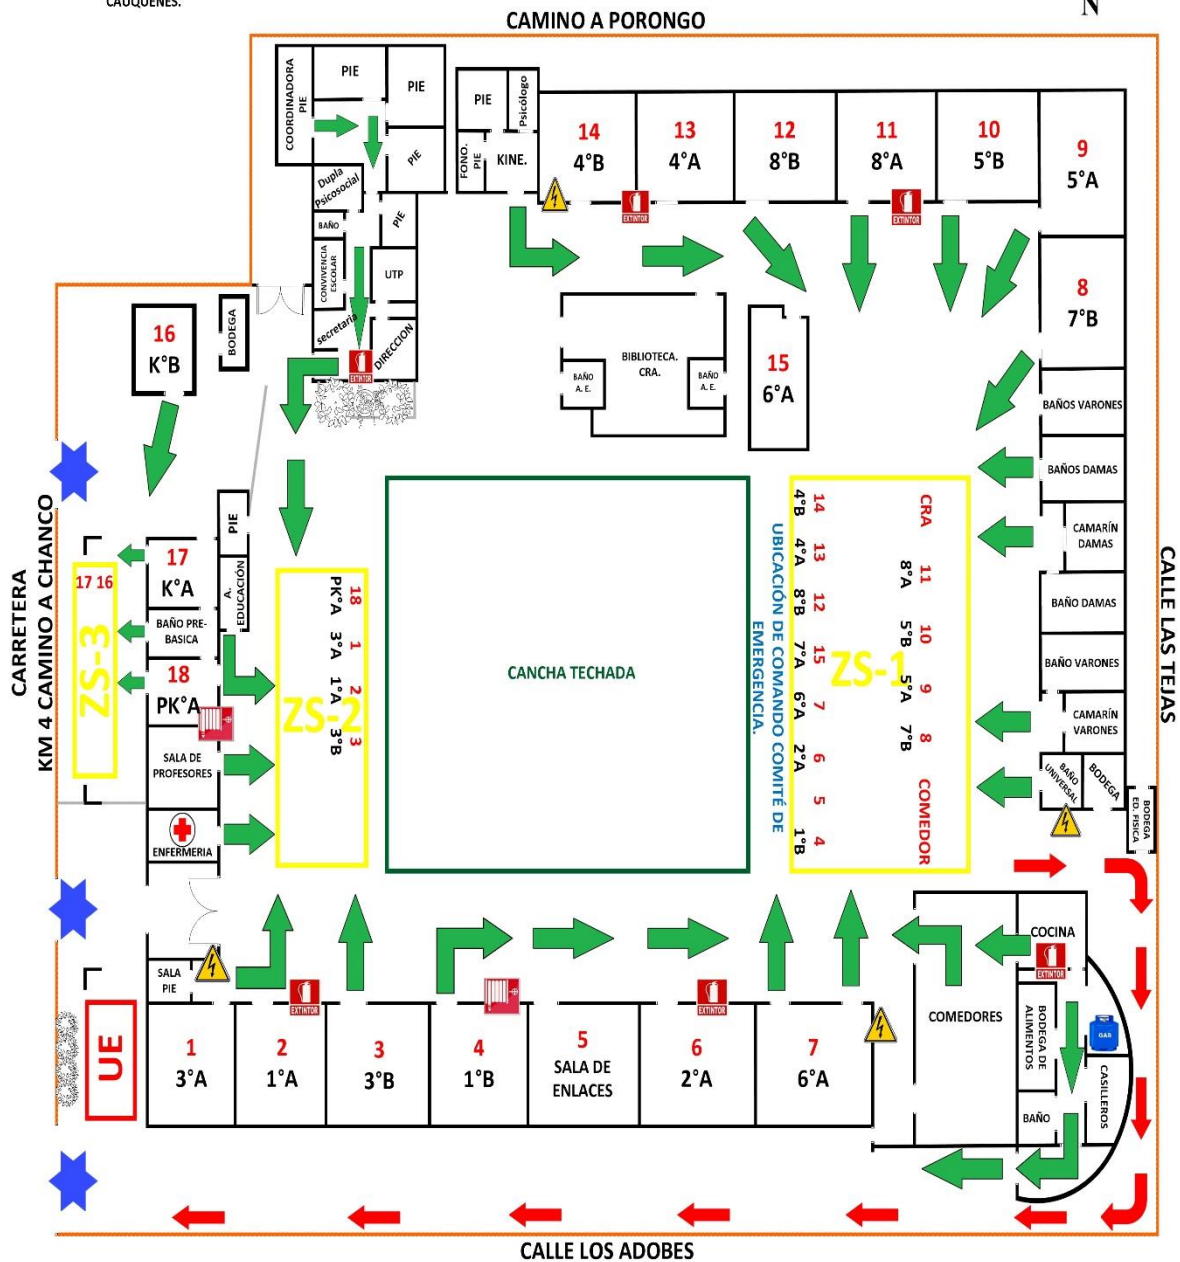 CAUQUENES.
N
CAMINO A PORONGO
COORDINADORA
PIE
PIE
PIE
PIE
Dupla
Psicosocial
BAÑO
PIE
CONVIVENCIA
ESCOLAR
UTP
secretaria
DIRECCION
EXTINTOR
PIE
Psicólogo
FONO.
PIE
KINE.
14
4°B
13
4°A
12
8°B
11
8°A
10
5°B
9
5°A
EXTINTOR
EXTINTOR
8
7°B
16
K°B
BODEGA
BIBLIOTECA.
CRA.
BAÑO
A. E.
BAÑO
A. E.
15
6°A
BAÑOS VARONES
BAÑOS DAMAS
CAMARÍN
DAMAS
BAÑO DAMAS
BAÑO VARONES
CAMARÍN
VARONES
BAÑO
UNIVERSAL
BODEGA
BODEGA
ED. FISICA
CALLE LAS TEJAS
CARRETERA
KM 4 CAMINO A CHANCO
17 16
ZS-3
17
K°A
PIE
A.
EDUCACIÓN
BAÑO PRE-
BASICA
18
PK°A
SALA DE
PROFESORES
ENFERMERIA
18 1 2 3
PK°A 3°A 1°A 3°B
ZS-2
CANCHA TECHADA
UBICACIÓN DE COMANDO COMITÉ DE
EMERGENCIA.
14 13 12 15 7 6 5 4
4°B 4°A 8°B 7°A 6°A 2°A 1°B
ZS-1
CRA 11 10 9 8 COMEDOR
8°A 5°B 5°A 7°B
SALA
PIE
UE
1
3°A
2
1°A
EXTINTOR
3
3°B
4
1°B
5
SALA DE
ENLACES
6
2°A
EXTINTOR
7
6°A
COMEDORES
COCINA
EXTINTOR
BODEGA DE
ALIMENTOS
GAS
CASILLEROS
BAÑO
CALLE LOS ADOBES